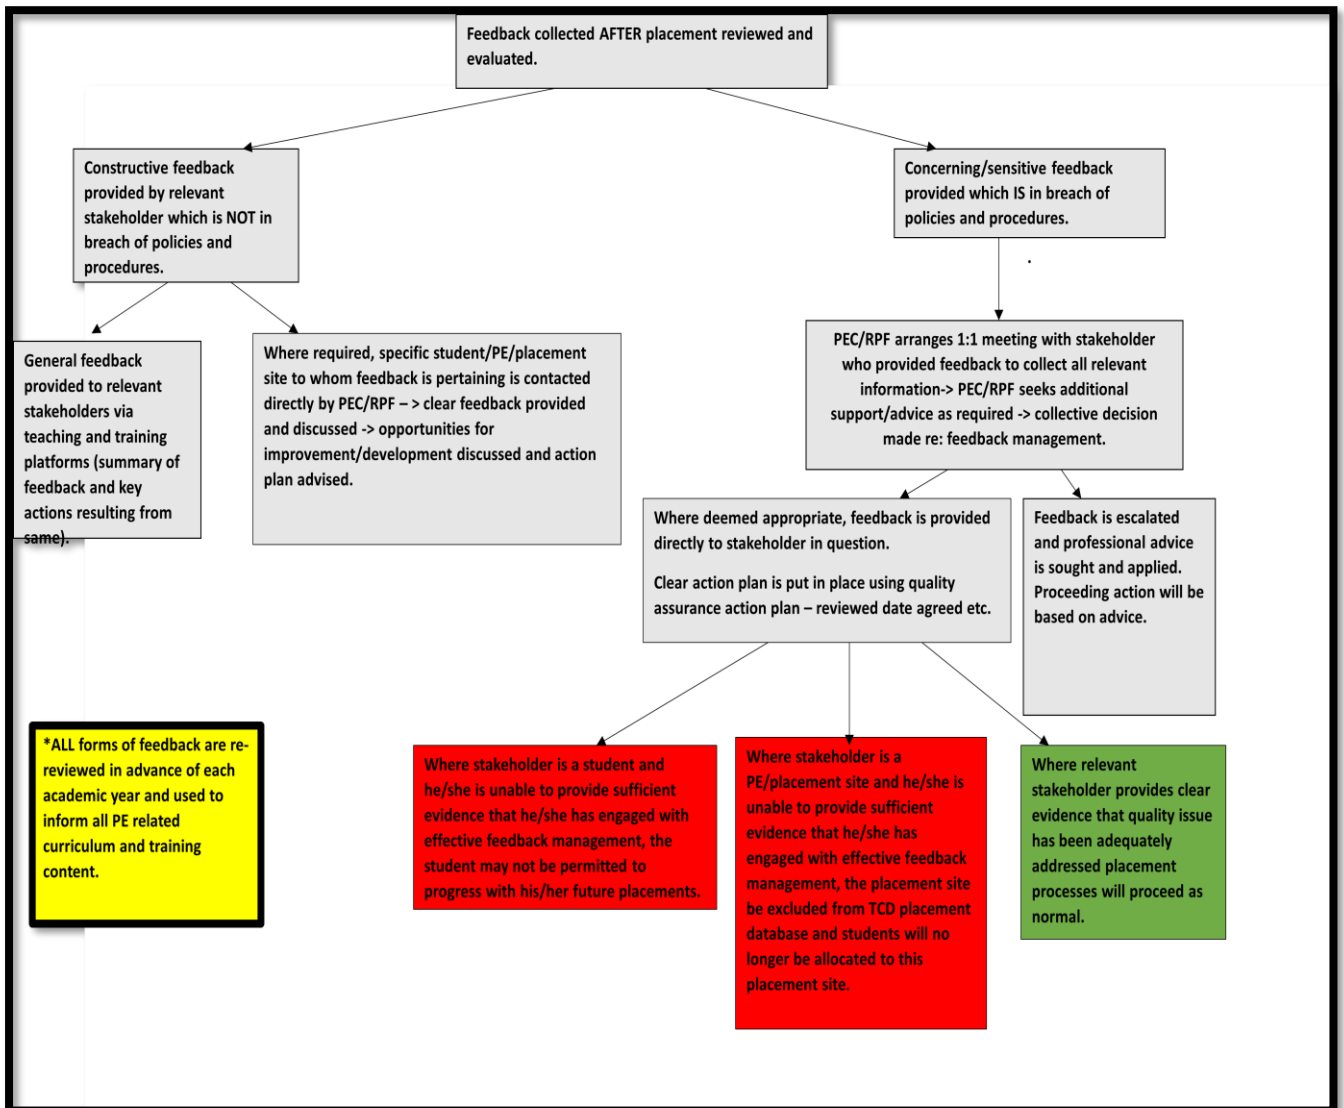 Feedback collected AFTER placement reviewed and
evaluated.
Constructive feedback
provided by relevant
stakeholder which is NOT in
breach of policies and
procedures.
Concerning/sensitive feedback
provided which IS in breach of
policies and procedures.
.
General feedback
provided to relevant
stakeholders via
teaching and training
platforms (summary of
feedback and key
actions resulting from
same).
Where required, specific student/PE/placement
site to whom feedback is pertaining is contacted
directly by PEC/RPF – > clear feedback provided
and discussed -> opportunities for
improvement/development discussed and action
plan advised.
PEC/RPF arranges 1:1 meeting with stakeholder
who provided feedback to collect all relevant
information-> PEC/RPF seeks additional
support/advice as required -> collective decision
made re: feedback management.
Where deemed appropriate, feedback is provided
directly to stakeholder in question.
Clear action plan is put in place using quality
assurance action plan – reviewed date agreed etc.
Feedback is escalated
and professional advice
is sought and applied.
Proceeding action will be
based on advice.
*ALL forms of feedback are re-
reviewed in advance of each
academic year and used to
inform all PE related
curriculum and training
content.
Where stakeholder is a student and
he/she is unable to provide sufficient
evidence that he/she has engaged with
effective feedback management, the
student may not be permitted to
progress with his/her future placements.
Where stakeholder is a
PE/placement site and he/she is
unable to provide sufficient
evidence that he/she has
engaged with effective feedback
management, the placement site
be excluded from TCD placement
database and students will no
longer be allocated to this
placement site.
Where relevant
stakeholder provides clear
evidence that quality issue
has been adequately
addressed placement
processes will proceed as
normal.